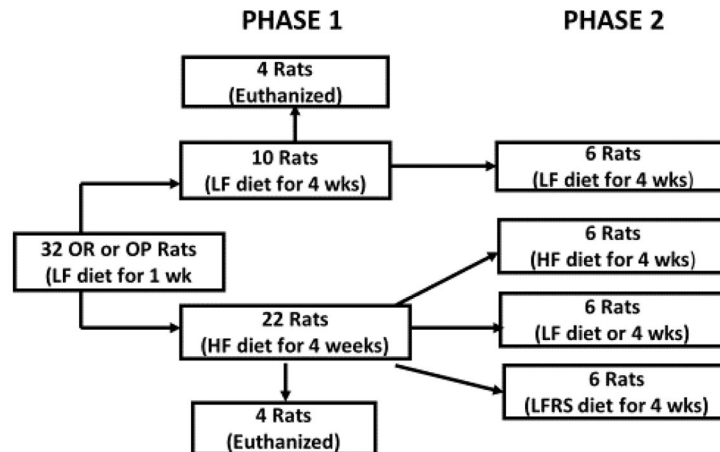 PHASE 1
PHASE 2
4 Rats
(Euthanized)
10 Rats
(LF diet for 4 wks)
6 Rats
(LF diet for 4 wks)
32 OR or OP Rats
(LF diet for 1 wk
6 Rats
(HF diet for 4 wks)
22 Rats
(HF diet for 4 weeks)
6 Rats
(LF diet or 4 wks)
6 Rats
(LFRS diet for 4 wks)
4 Rats
(Euthanized)